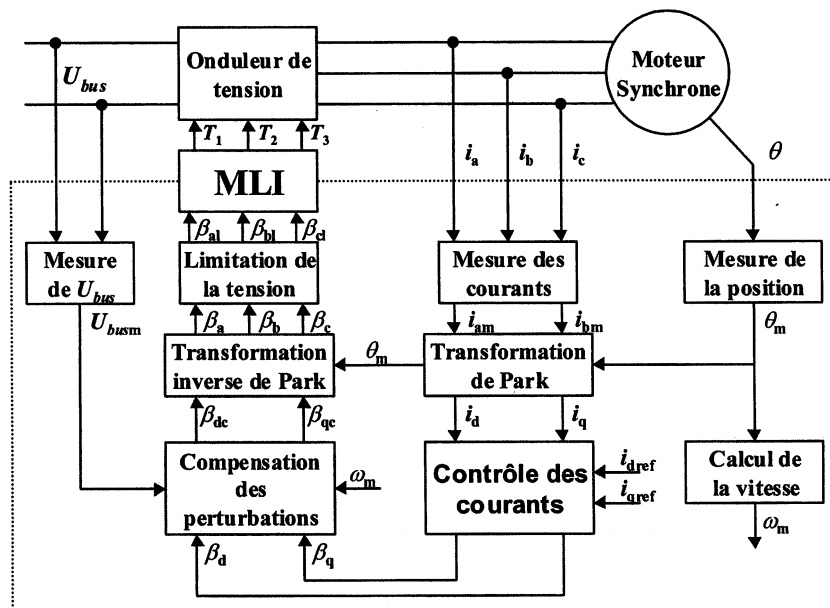 U_bus
Onduleur de
tension
Moteur
Synchrone
T_1
T_2
T_3
i_a
i_b
i_c
θ
MLI
β_al
β_bl
β_cl
Mesure
de U_bus
Limitation de
la tension
Mesure des
courants
Mesure de
la position
U_busm
β_a
β_b
β_c
i_am
i_bm
θ_m
Transformation
inverse de Park
θ_m
Transformation
de Park
β_dc
β_qc
i_d
i_q
Compensation
des
perturbations
ω_m
Contrôle des
courants
i_dref
i_qref
Calcul de
la vitesse
ω_m
β_d
β_q